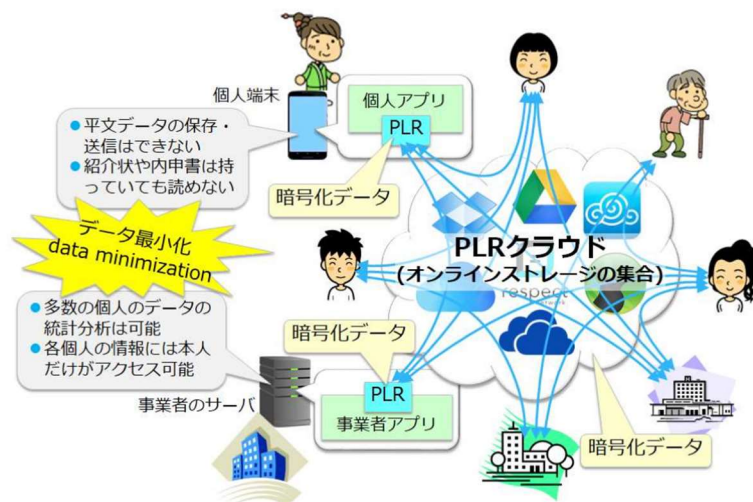 個人端末
個人アプリ
PLR
● 平文データの保存・
送信はできない
● 紹介状や内申書は持
っていても読めない
暗号化データ
データ最小化
data minimization
PLRクラウド
(オンラインストレージの集合)
respect
● 多数の個人のデータの
統計分析は可能
● 各個人の情報には本人
だけがアクセス可能
暗号化データ
事業者のサーバ
PLR
事業者アプリ
暗号化データ